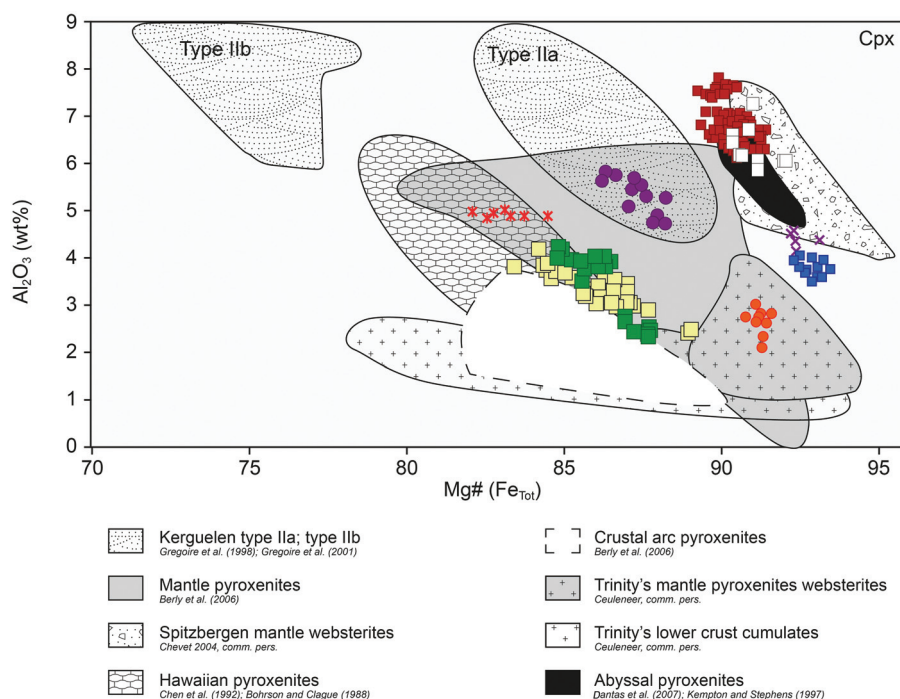 9
8
7
6
5
4
3
2
1
0
Al2O3 (wt%)
Type IIb
Type IIa
Cpx
70 75 80 85 90 95
Mg# (FeTot)
Kerguelen type IIa; type IIb
Gregoire et al. (1998); Gregoire et al. (2001)
Mantle pyroxenites
Berly et al. (2006)
Spitzbergen mantle websterites
Chevet 2004, comm. pers.
Hawaiian pyroxenites
Chen et al. (1992); Bohrson and Clague (1988)
Crustal arc pyroxenites
Berly et al. 2006)
Trinity's mantle pyroxenites websterites
Ceuleneer, comm. pers.
Trinity's lower crust cumulates
Ceuleneer, comm. pers.
Abyssal pyroxenites
Dantas et al. (2007); Kempton and Stephens (1997)